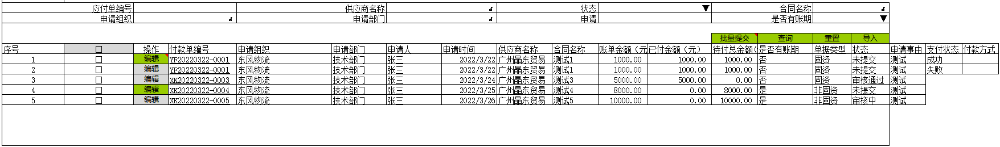 应付单编号 供应商名称 状态 合同名称
申请组织 申请部门 申请 是否有账期
批量提交 查询 重置 导入
序号 操作 付款单编号 申请组织 申请部门 申请人 申请时间 供应商名称 合同名称 账单金额（元 已付金额（元） 待付总金额( 是否有账期 单据类型 状态 申请事由 支付状态 付款方式
1 编辑 YF20220322-0001 东风物流 技术部门 张三 2022/3/22 广州晶东贸易 测试1 1000.00 1000.00 1000.00 否 固资 未提交 测试 成功
2 编辑 YF20220322-0001 东风物流 技术部门 张三 2022/3/22 广州晶东贸易 测试1 1000.00 1000.00 1000.00 否 固资 未提交 测试 失败
3 编辑 XK20220322-0003 东风物流 技术部门 张三 2022/3/24 广州晶东贸易 测试3 5000.00 5000.00 0.00 否 固资 审核通过 测试
4 编辑 XK20220322-0004 东风物流 技术部门 张三 2022/3/25 广州晶东贸易 测试4 8000.00 0.00 8000.00 是 非固资 未提交 测试
5 编辑 XK20220322-0005 东风物流 技术部门 张三 2022/3/26 广州晶东贸易 测试5 10000.00 0.00 10000.00 是 非固资 审核中 测试